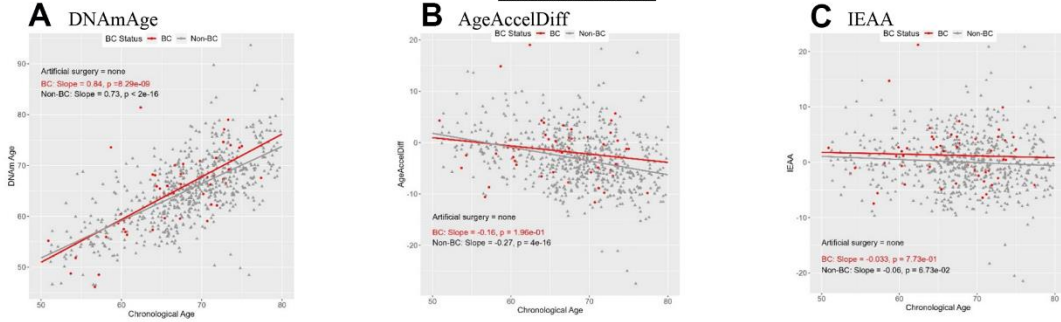 A DNAmAge
BC Status BC Non-BC
90
80
70
60
50
DNAm Age
Artificial surgery = none
BC: Slope = 0.84, p =8.29e-09
Non-BC: Slope = 0.73, p < 2e-16
50 60 70 80
Chronological Age
B AgeAccelDiff
BC Status BC Non-BC
20
10
0
-10
-20
AgeAccelDiff
Artificial surgery = none
BC: Slope = -0.16, p = 1.96e-01
Non-BC: Slope = -0.27, p = 4e-16
50 60 70 80
Chronological Age
C IEAA
BC Status BC Non-BC
20
10
0
-10
-20
IEAA
Artificial surgery = none
BC: Slope = -0.033, p = 7.73e-01
Non-BC: Slope = -0.06, p = 6.73e-02
50 60 70 80
Chronological Age